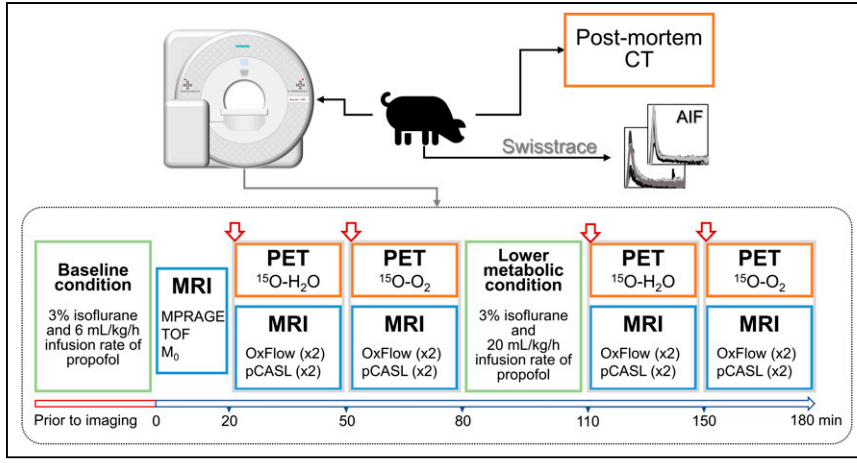 Post-mortem
CT
AIF
Swisstrace
Baseline
condition
3% isoflurane
and 6 mL/kg/h
infusion rate of
propofol
MRI
MPRAGE
TOF
M₀
PET
¹⁵O-H₂O
MRI
OxFlow (x2)
pCASL (x2)
PET
¹⁵O-O₂
MRI
OxFlow (x2)
pCASL (x2)
Lower
metabolic
condition
3% isoflurane
and
20 mL/kg/h
infusion rate of
propofol
PET
¹⁵O-H₂O
MRI
OxFlow (x2)
pCASL (x2)
PET
¹⁵O-O₂
MRI
OxFlow (x2)
pCASL (x2)
Prior to imaging 0 20 50 80 110 150 180 min